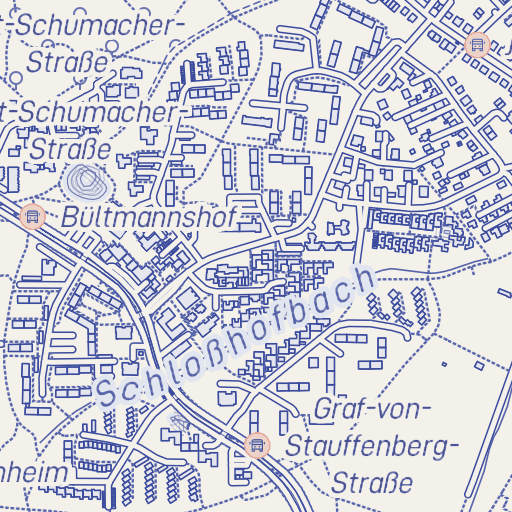 t-Schumacher-
Straße
t-Schumacher-
Straße
Bültmannshof
Schloßhofbach
Graf-von-
Stauffenberg-
Straße
nheim